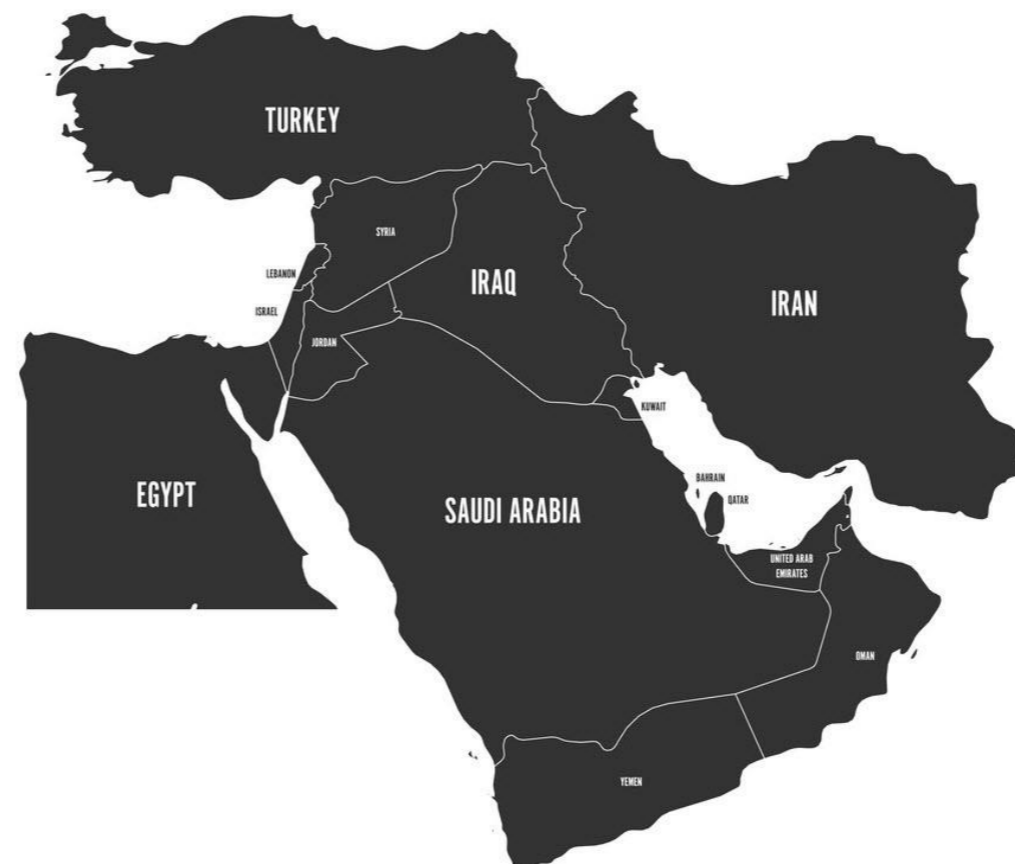 TURKEY
SYRIA
LEBANON
IRAQ
IRAN
ISRAEL
JORDAN
KUWAIT
BAHRAIN
QATAR
EGYPT
SAUDI ARABIA
UNITED ARAB
EMIRATES
OMAN
YEMEN